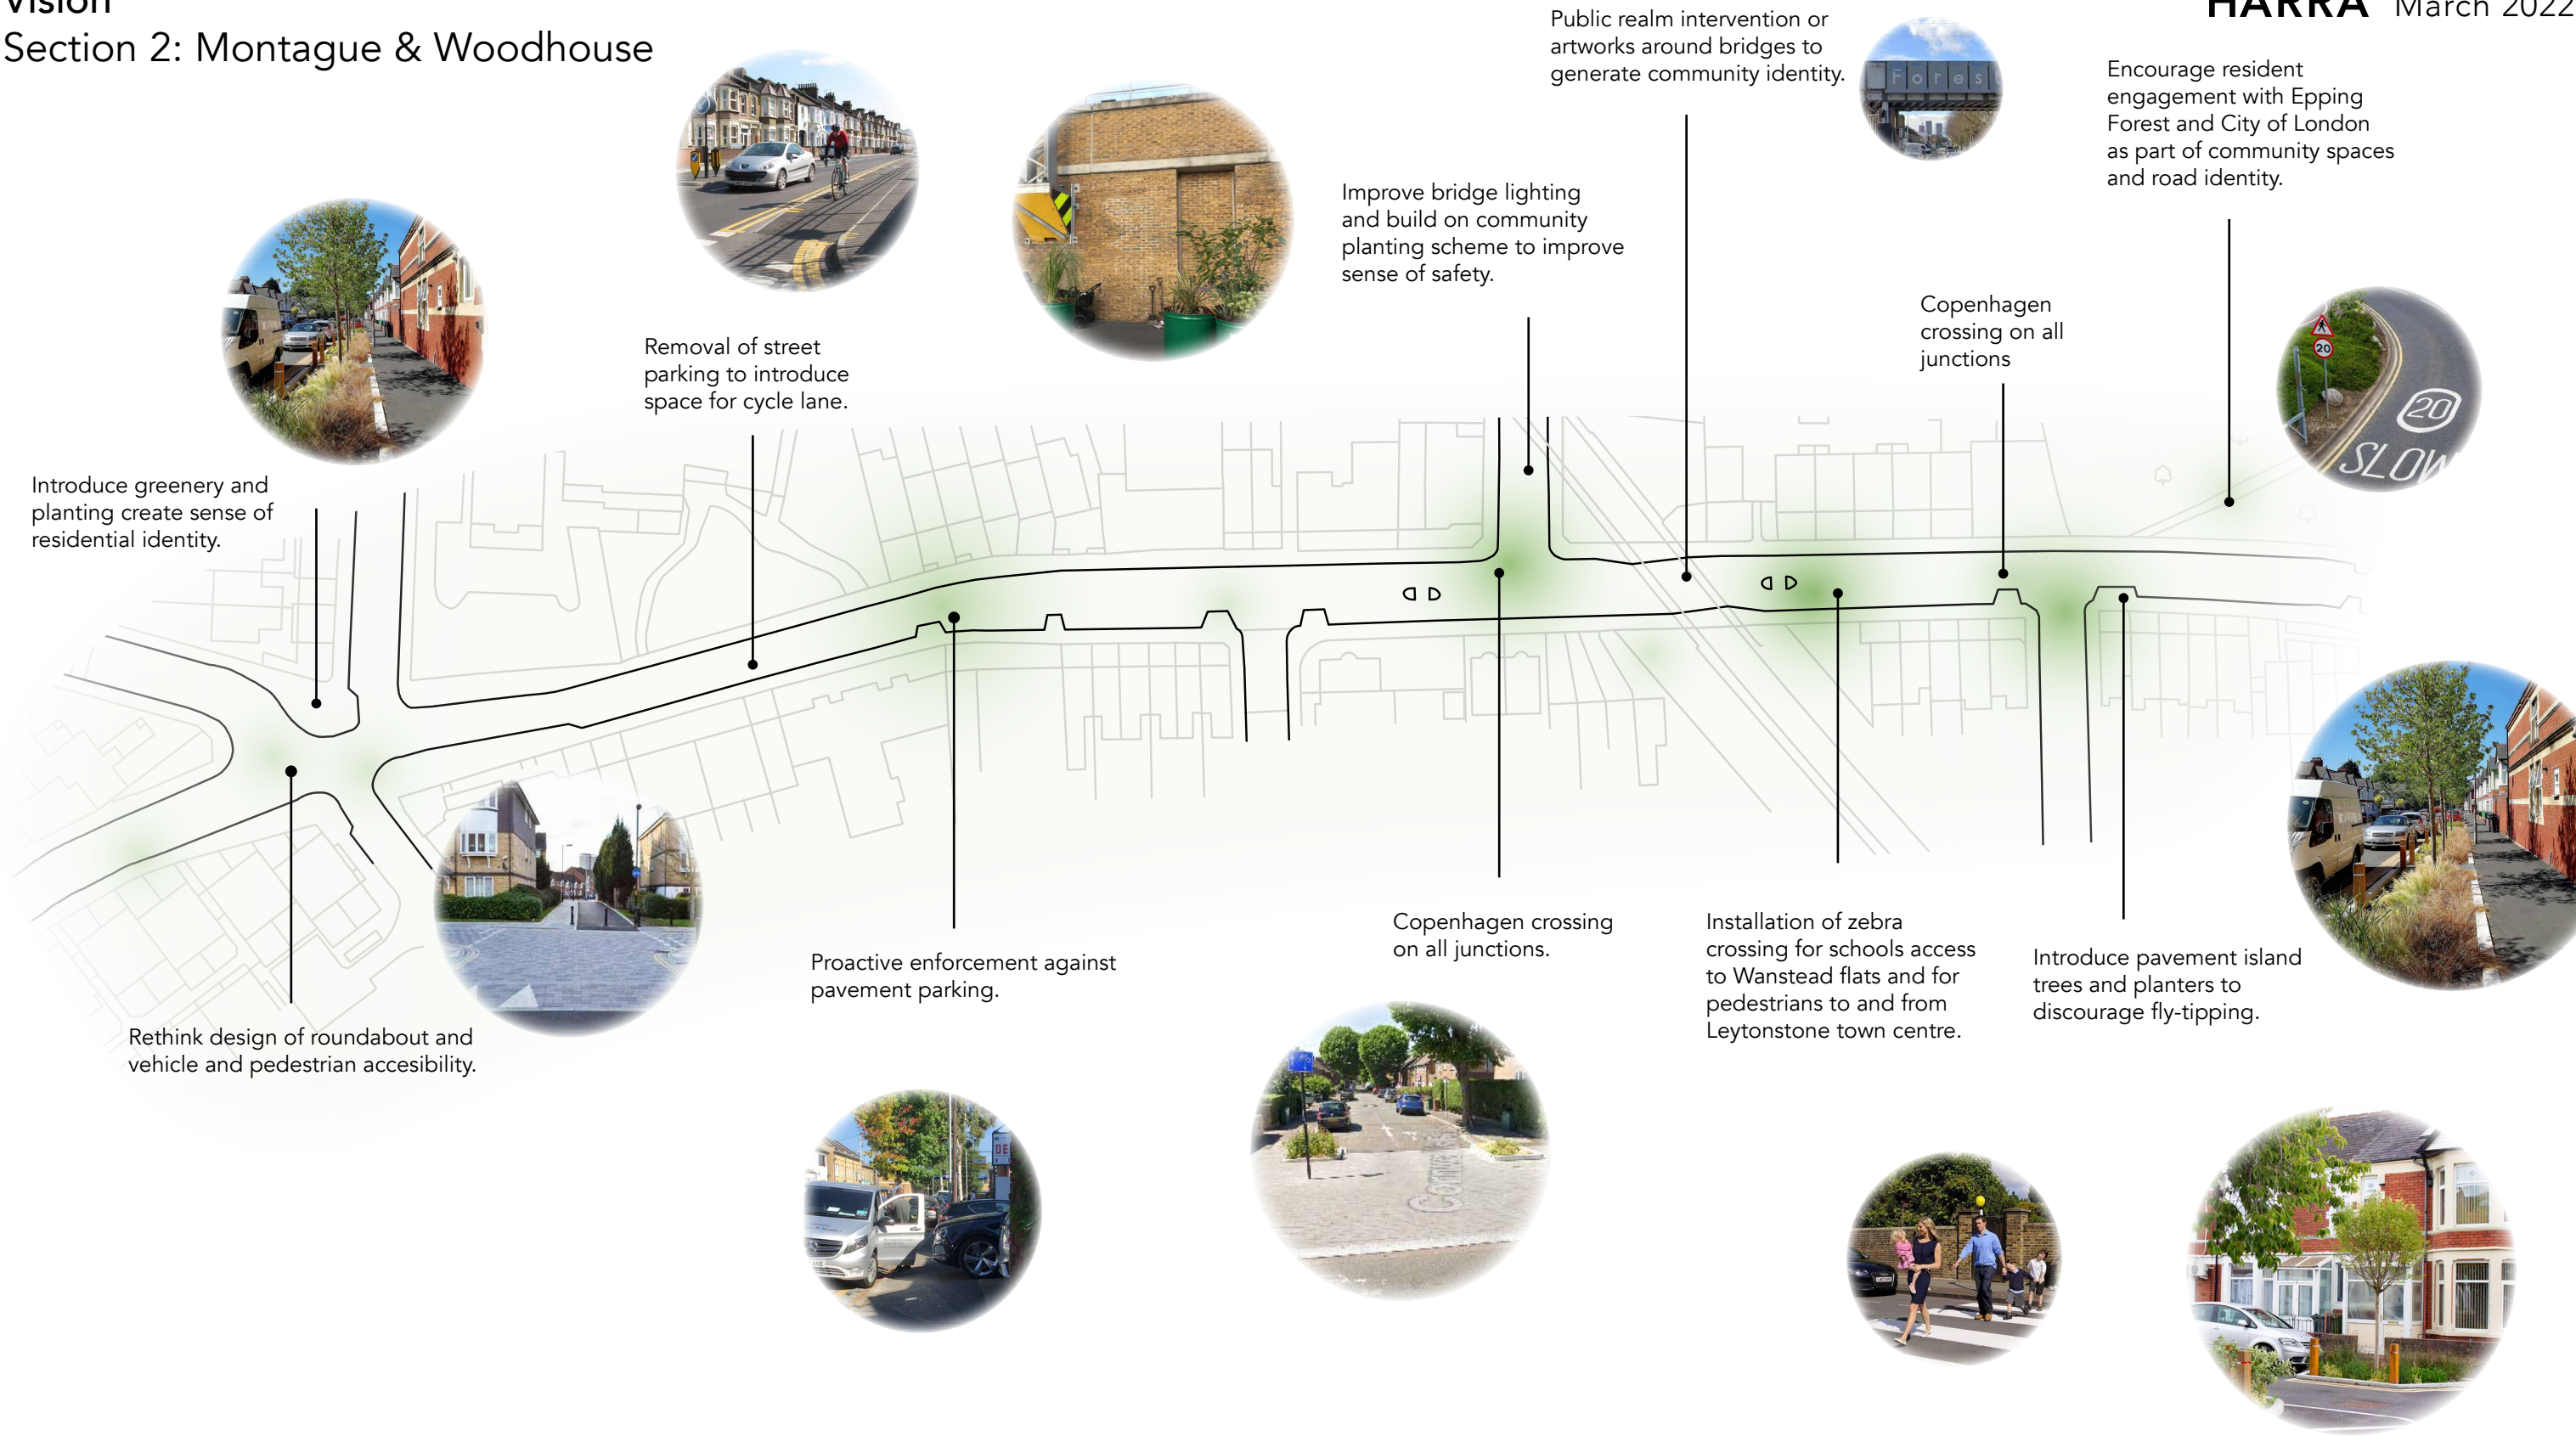 Vision
HARRA March 2022
Section 2: Montague & Woodhouse
Public realm intervention or
artworks around bridges to
generate community identity.
Forest
Encourage resident
engagement with Epping
Forest and City of London
as part of community spaces
and road identity.
Improve bridge lighting
and build on community
planting scheme to improve
sense of safety.
Copenhagen
crossing on all
junctions
20
20
SLOW
Removal of street
parking to introduce
space for cycle lane.
Introduce greenery and
planting create sense of
residential identity.
Rethink design of roundabout and
vehicle and pedestrian accesibility.
Proactive enforcement against
pavement parking.
Copenhagen crossing
on all junctions.
Installation of zebra
crossing for schools access
to Wanstead flats and for
pedestrians to and from
Leytonstone town centre.
Introduce pavement island
trees and planters to
discourage fly-tipping.
DE